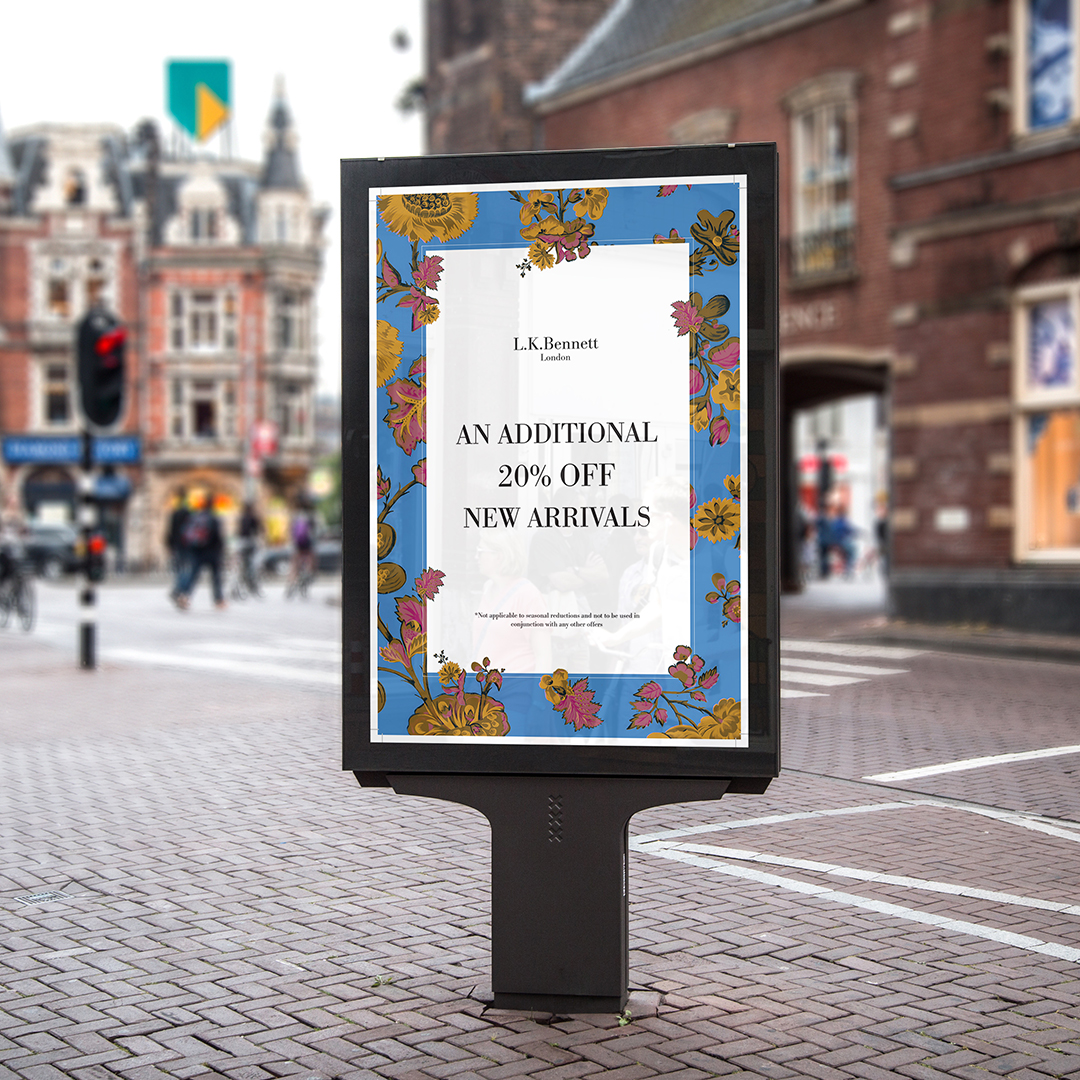 L.K.Bennett
London
AN ADDITIONAL
20% OFF
NEW ARRIVALS
*Not applicable to seasonal reductions and not to be used in
conjunction with any other offers